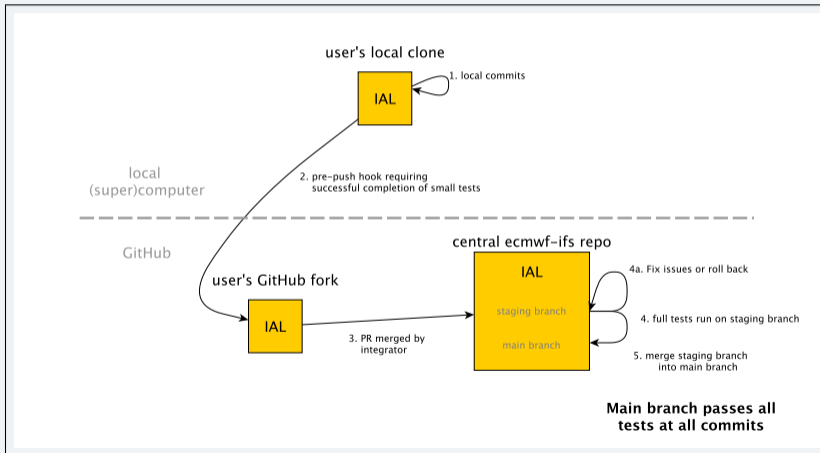 user's local clone
IAL
1. local commits
local
(super)computer
2. pre-push hook requiring
successful completion of small tests
GitHub
central ecmwf-ifs repo
user's GitHub fork
IAL
4a. Fix issues or roll back
staging branch
4. full tests run on staging branch
IAL
3. PR merged by
integrator
main branch
5. merge staging branch
into main branch
Main branch passes all
tests at all commits